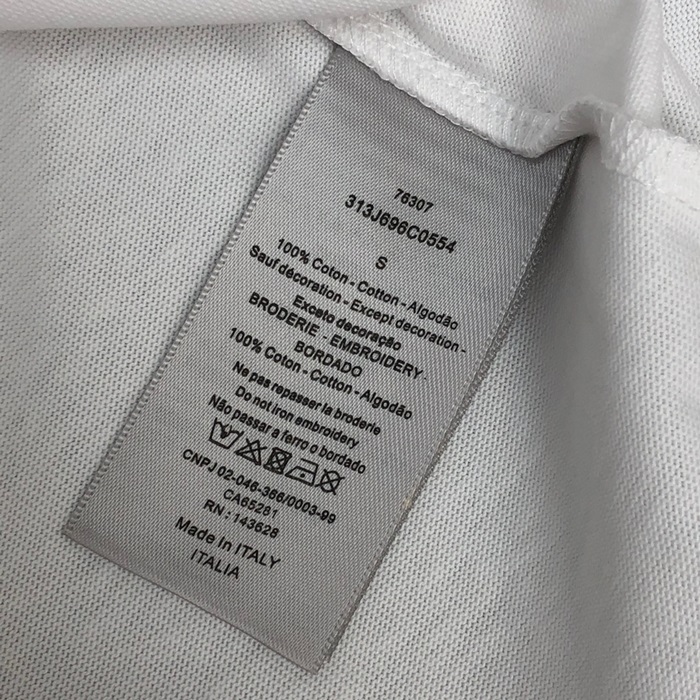 76307
313J696C0554
S
100% Coton - Cotton - Algodão
Sauf décoration - Except decoration -
Exceto decoração
BRODERIE - EMBROIDERY -
BORDADO
100% Coton - Cotton - Algodão
Ne pas repasser la broderie
Do not iron embroidery
Não passar a ferro o bordado
CNPJ 02-046-366/0003-99
CA65281
RN : 143628
Made In ITALY
ITALIA